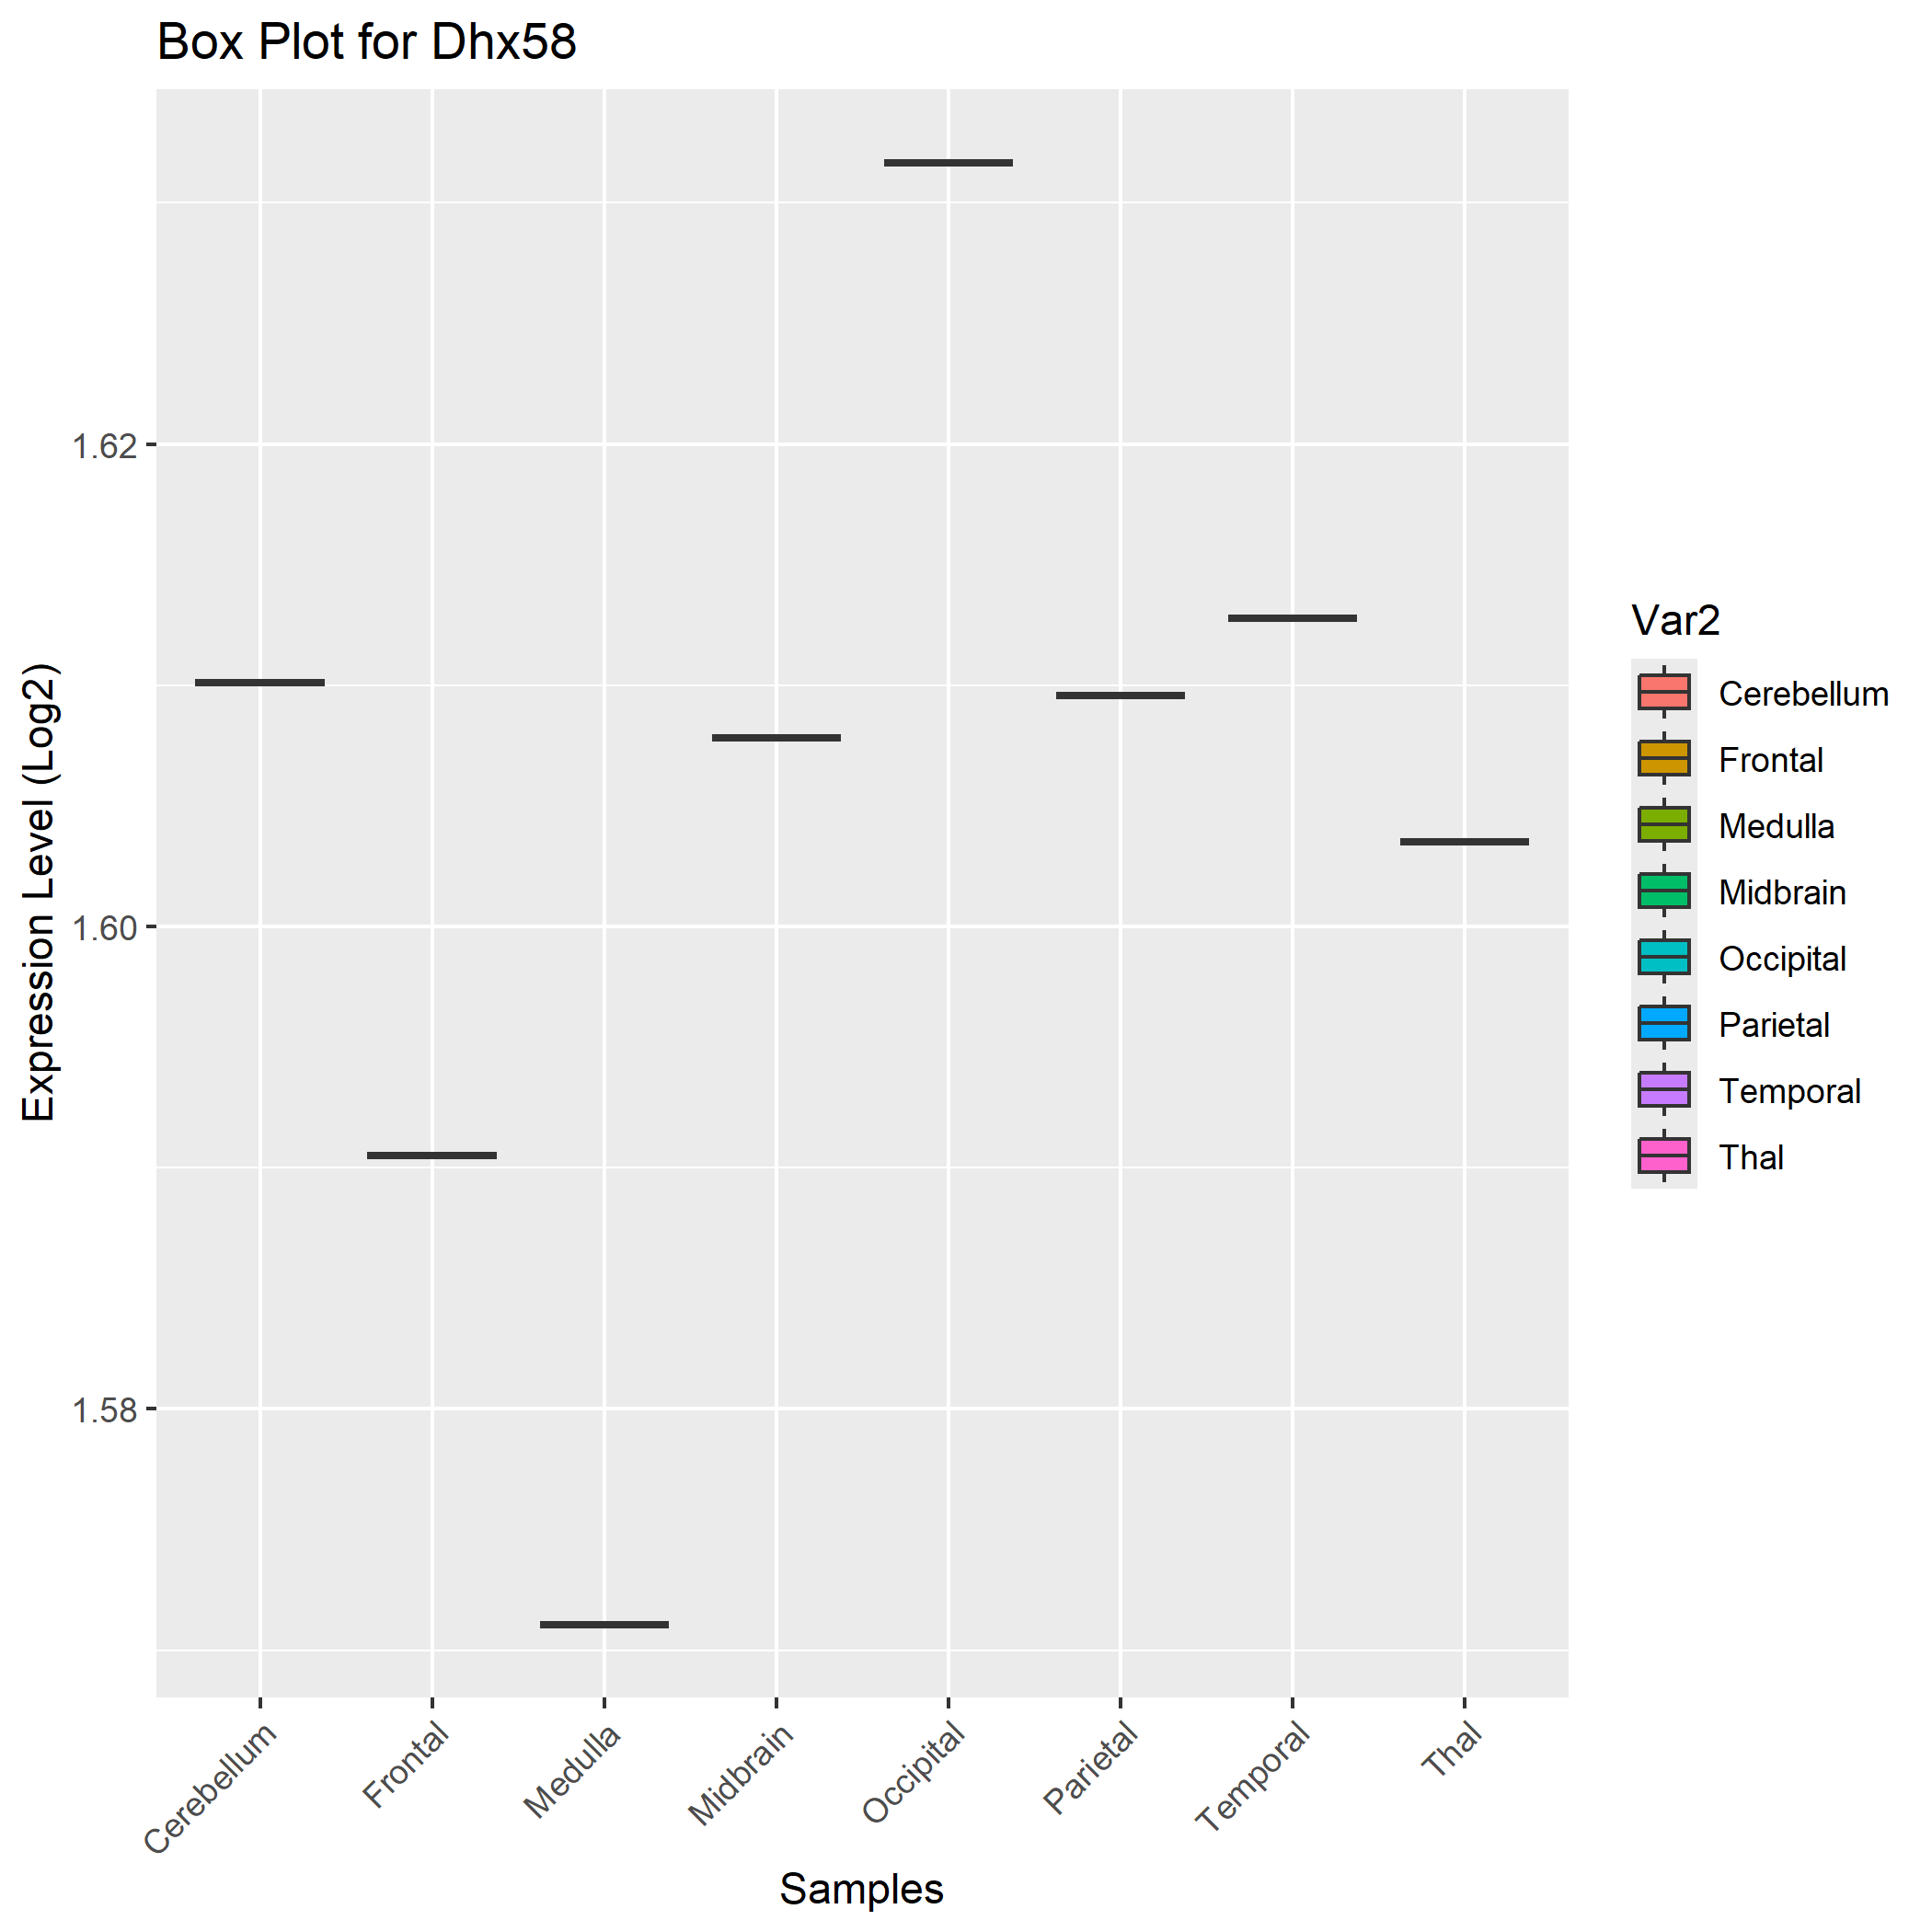 Box Plot for Dhx58
Expression Level (Log2)
1.62
1.60
1.58
Cerebellum
Frontal
Medulla
Midbrain
Occipital
Parietal
Temporal
Thal
Samples
Var2
Cerebellum
Frontal
Medulla
Midbrain
Occipital
Parietal
Temporal
Thal